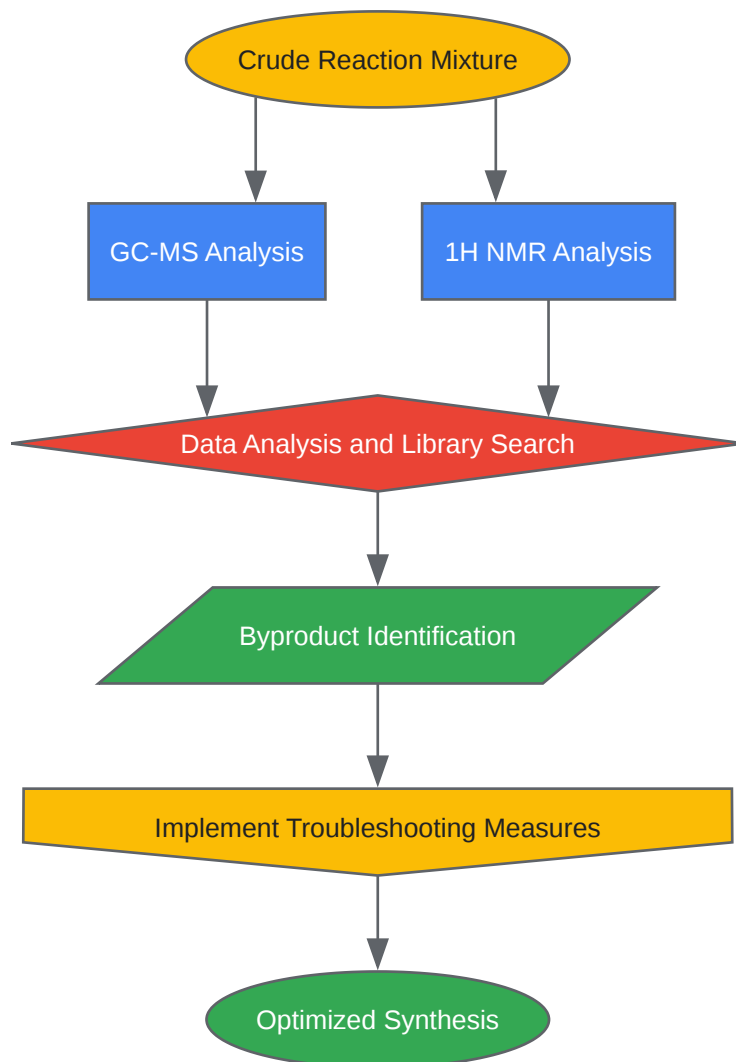 Crude Reaction Mixture
GC-MS Analysis
1H NMR Analysis
Data Analysis and Library Search
Byproduct Identification
Implement Troubleshooting Measures
Optimized Synthesis